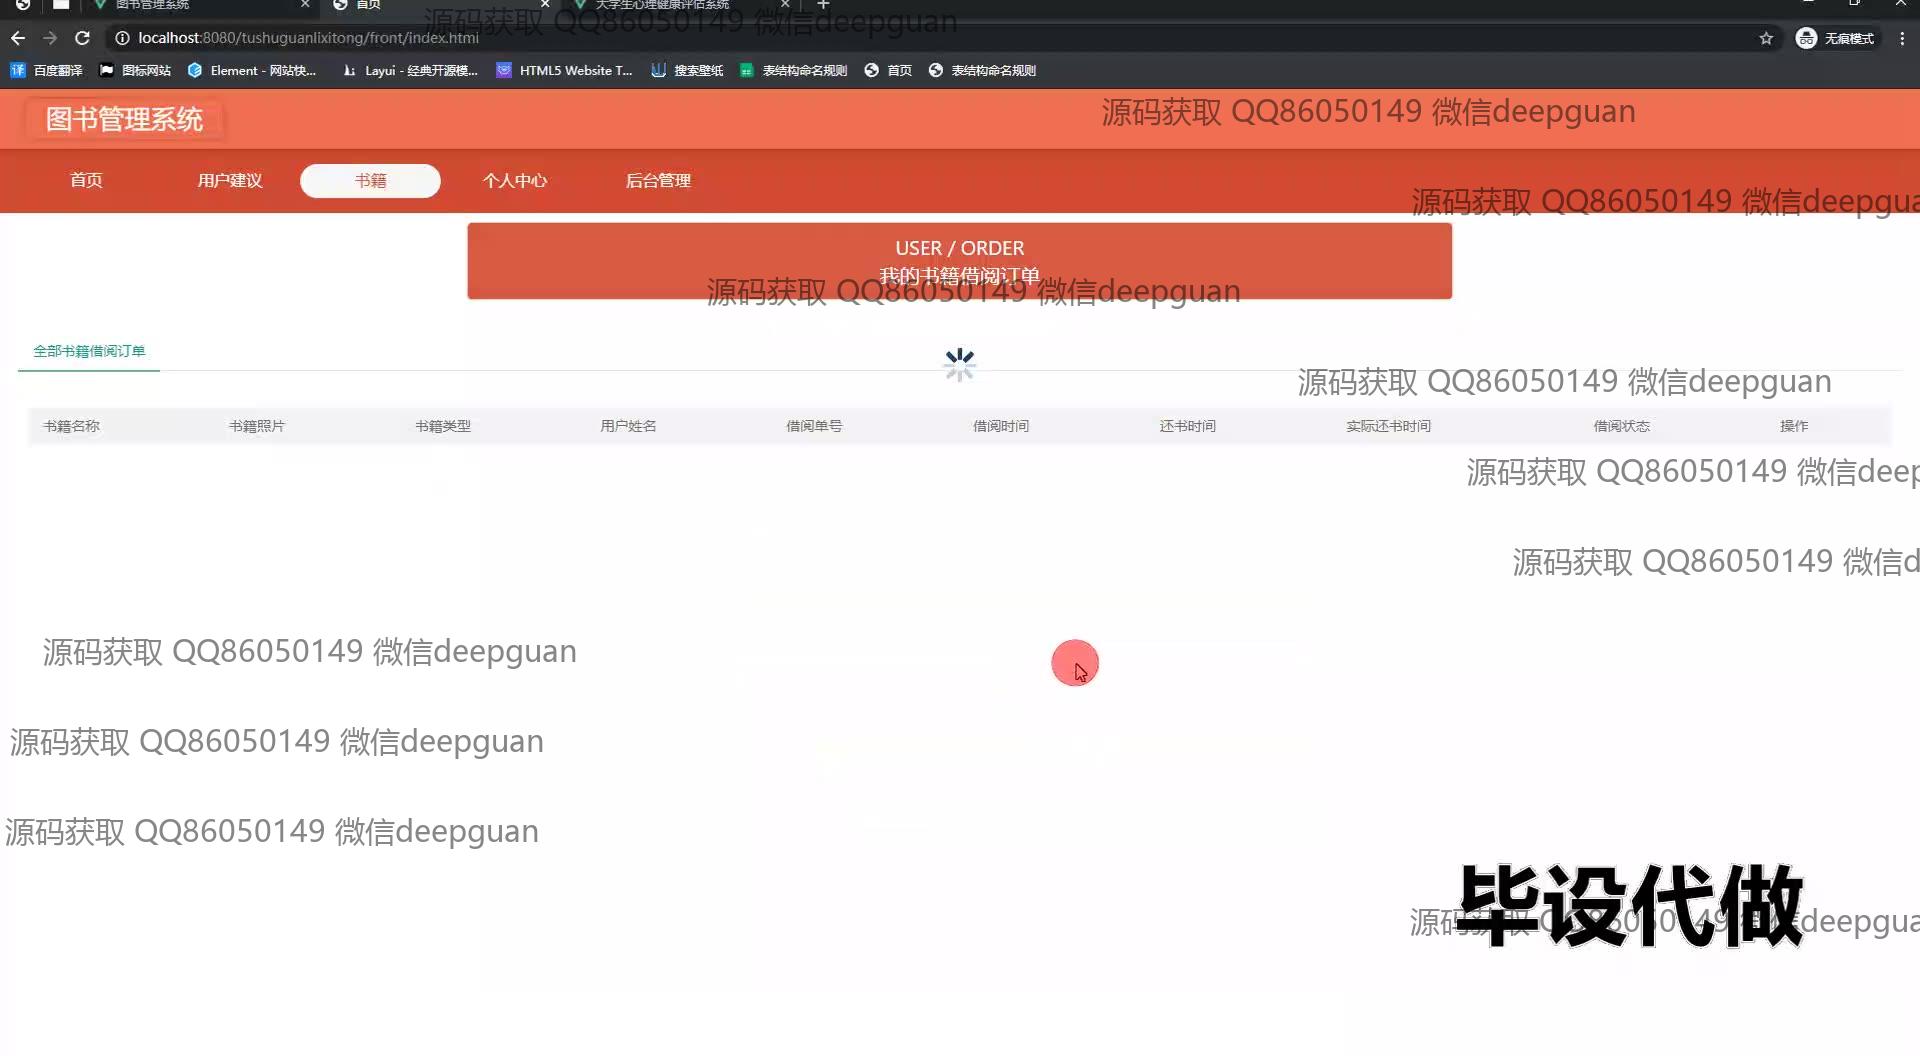 图书管理系统
首页
大学生心理健康评估系统
源码获取 QQ86050149 微信deepguan
localhost:8080/tushuguanlixitong/front/index.html
无痕模式
百度翻译
图标网站
Element - 网站快...
Layui - 经典开源模...
HTML5 Website T...
搜索壁纸
表结构命名规则
首页
表结构命名规则
图书管理系统
源码获取 QQ86050149 微信deepguan
首页
用户建议
书籍
个人中心
后台管理
源码获取 QQ86050149 微信deepgua
USER / ORDER
我的书籍借阅订单
源码获取 QQ86050149 微信deepguan
全部书籍借阅订单
源码获取 QQ86050149 微信deepguan
书籍名称
书籍照片
书籍类型
用户姓名
借阅单号
借阅时间
还书时间
实际还书时间
借阅状态
操作
源码获取 QQ86050149 微信deep
源码获取 QQ86050149 微信d
源码获取 QQ86050149 微信deepguan
源码获取 QQ86050149 微信deepguan
源码获取 QQ86050149 微信deepguan
毕设代做
源码获取 QQ86050149 微信deepgua